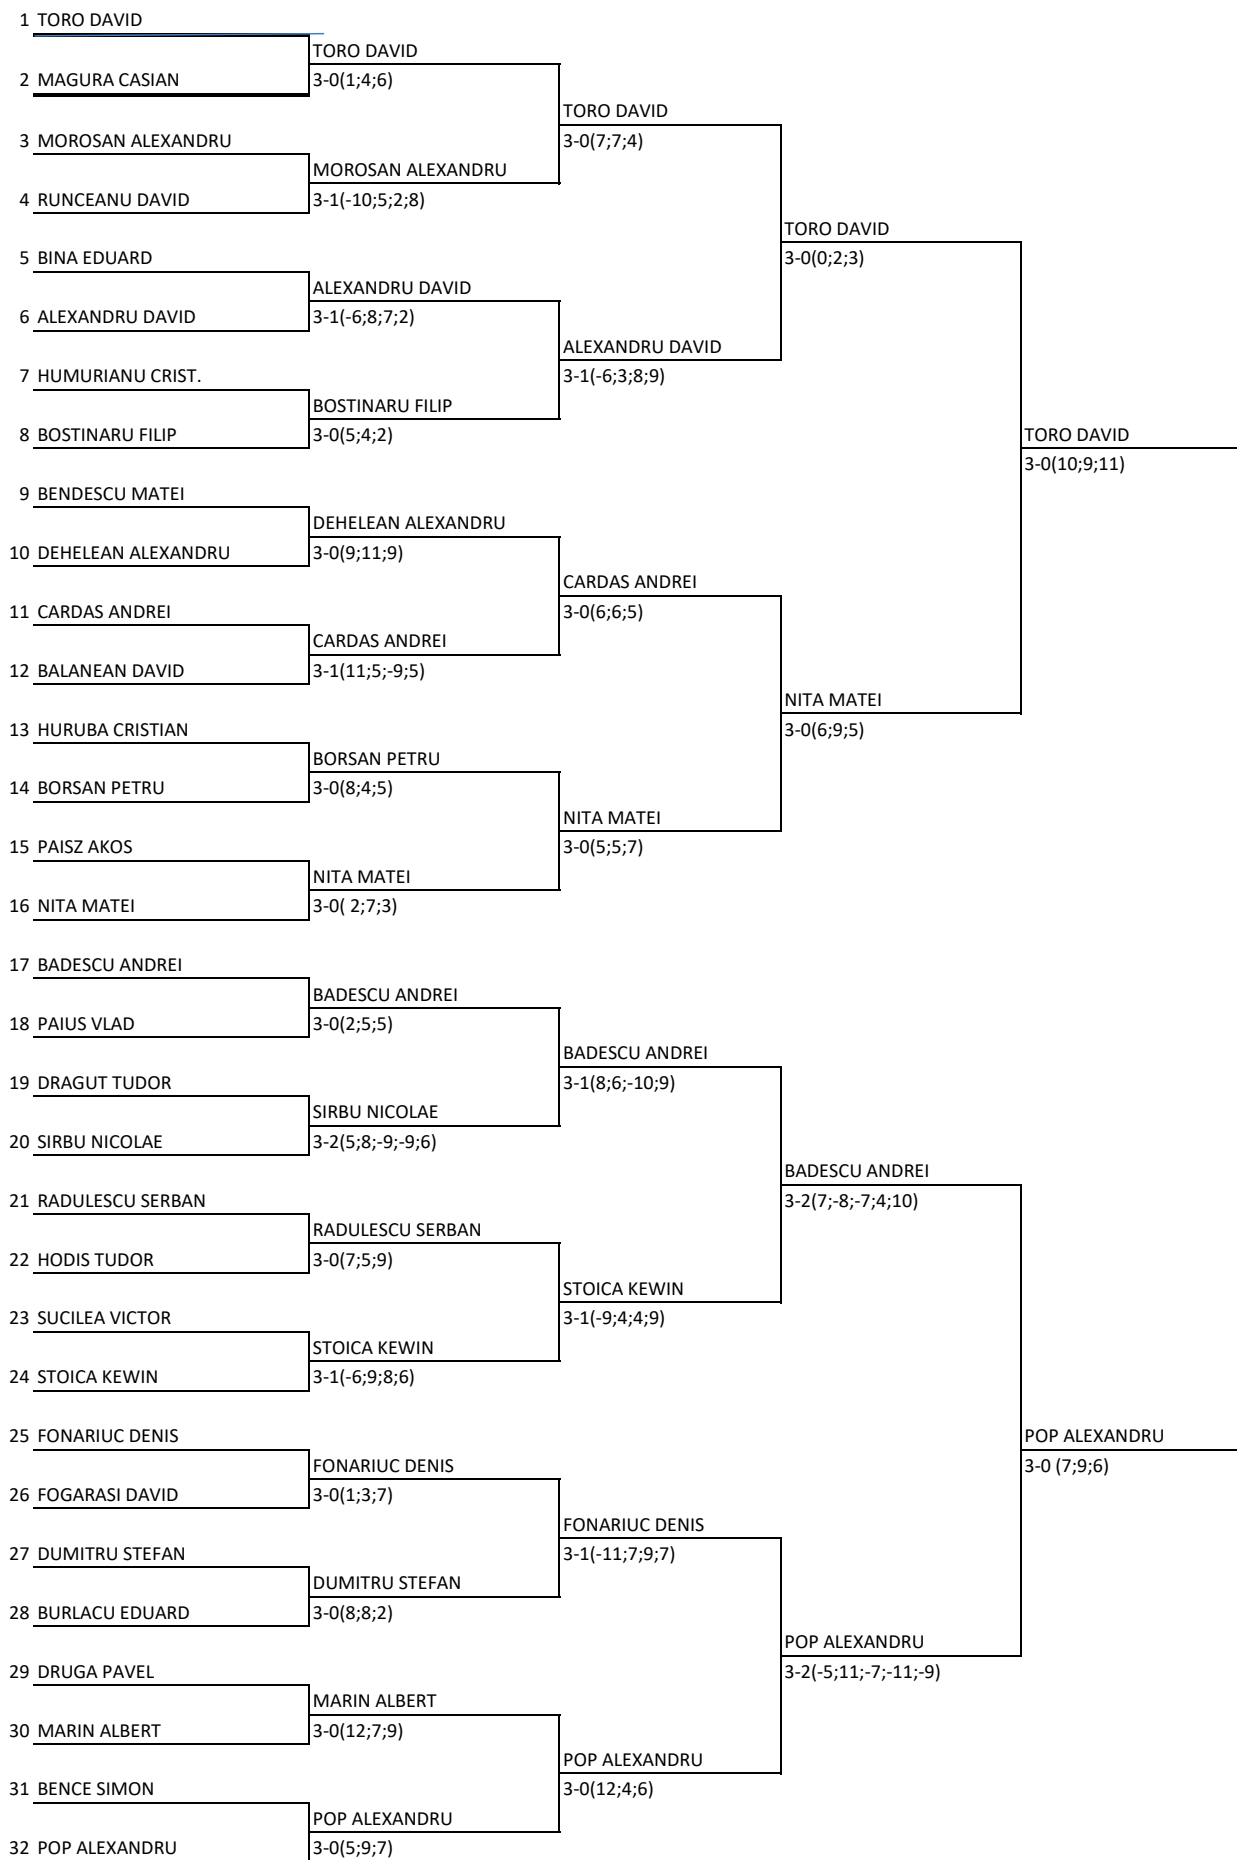 1 TORO DAVID
TORO DAVID
2 MAGURA CASIAN
3-0(1;4;6)
TORO DAVID
3 MOROSAN ALEXANDRU
3-0(7;7;4)
MOROSAN ALEXANDRU
4 RUNCEANU DAVID
3-1(-10;5;2;8)
TORO DAVID
5 BINA EDUARD
3-0(0;2;3)
ALEXANDRU DAVID
6 ALEXANDRU DAVID
3-1(-6;8;7;2)
ALEXANDRU DAVID
7 HUMURIANU CRIST.
3-1(-6;3;8;9)
BOSTINARU FILIP
8 BOSTINARU FILIP
3-0(5;4;2)
TORO DAVID
3-0(10;9;11)
9 BENDESCU MATEI
DEHELEAN ALEXANDRU
10 DEHELEAN ALEXANDRU
3-0(9;11;9)
CARDAS ANDREI
11 CARDAS ANDREI
3-0(6;6;5)
CARDAS ANDREI
12 BALANEAN DAVID
3-1(11;5;-9;5)
NITA MATEI
13 HURUBA CRISTIAN
3-0(6;9;5)
BORSAN PETRU
14 BORSAN PETRU
3-0(8;4;5)
NITA MATEI
15 PAISZ AKOS
3-0(5;5;7)
NITA MATEI
16 NITA MATEI
3-0( 2;7;3)
17 BADESCU ANDREI
BADESCU ANDREI
18 PAIUS VLAD
3-0(2;5;5)
BADESCU ANDREI
19 DRAGUT TUDOR
3-1(8;6;-10;9)
SIRBU NICOLAE
20 SIRBU NICOLAE
3-2(5;8;-9;-9;6)
BADESCU ANDREI
21 RADULESCU SERBAN
3-2(7;-8;-7;4;10)
RADULESCU SERBAN
22 HODIS TUDOR
3-0(7;5;9)
STOICA KEWIN
23 SUCILEA VICTOR
3-1(-9;4;4;9)
STOICA KEWIN
24 STOICA KEWIN
3-1(-6;9;8;6)
25 FONARIUC DENIS
POP ALEXANDRU
FONARIUC DENIS
3-0 (7;9;6)
26 FOGARASI DAVID
3-0(1;3;7)
FONARIUC DENIS
27 DUMITRU STEFAN
3-1(-11;7;9;7)
DUMITRU STEFAN
28 BURLACU EDUARD
3-0(8;8;2)
POP ALEXANDRU
29 DRUGA PAVEL
3-2(-5;11;-7;-11;-9)
MARIN ALBERT
30 MARIN ALBERT
3-0(12;7;9)
POP ALEXANDRU
31 BENCE SIMON
3-0(12;4;6)
POP ALEXANDRU
32 POP ALEXANDRU
3-0(5;9;7)